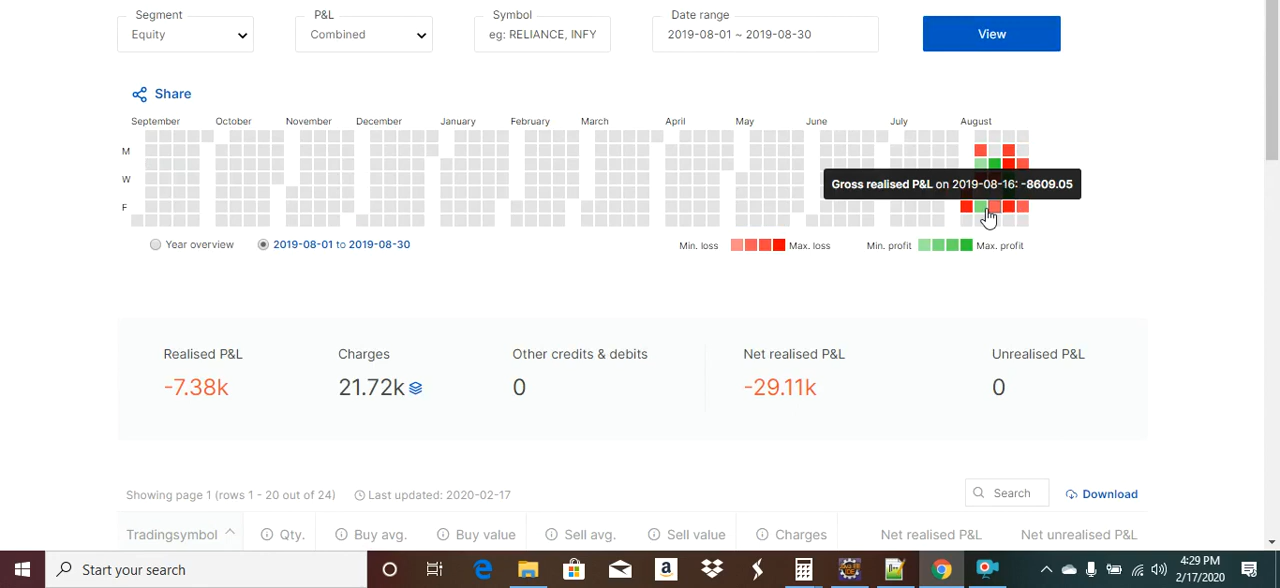 Segment P&L Symbol Date range
Equity Combined eg: RELIANCE, INFY 2019-08-01 ~ 2019-08-30 View
Share
September October November December January February March April May June July August
M
W
Gross realised P&L on 2019-08-16: -8609.05
F
Year overview 2019-08-01 to 2019-08-30 Min. loss Max. loss Min. profit Max. profit
Realised P&L Charges Other credits & debits Net realised P&L Unrealised P&L
-7.38k 21.72k 0 -29.11k 0
Showing page 1 (rows 1 - 20 out of 24) Last updated: 2020-02-17 Search Download
Tradingsymbol Qty. Buy avg. Buy value Sell avg. Sell value Charges Net realised P&L Net unrealised P&L
Start your search 4:29 PM
2/17/2020